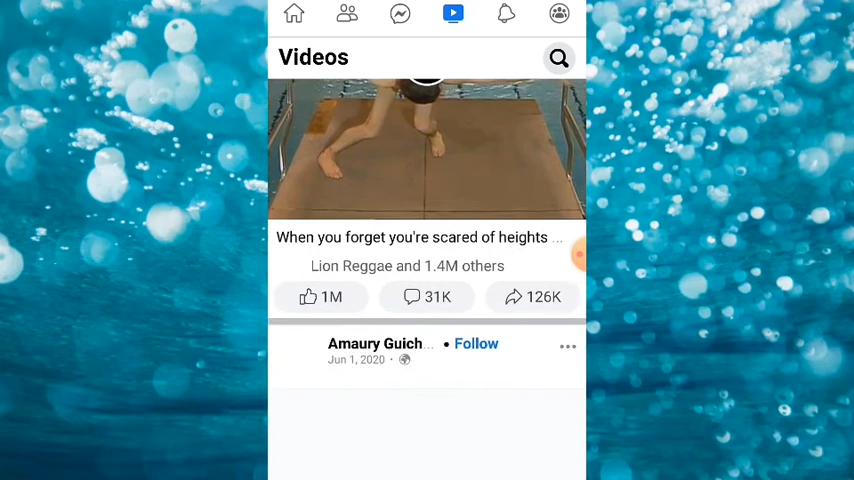 Videos
When you forget you're scared of heights ...
Lion Reggae and 1.4M others
1M 31K 126K
Amaury Guich... • Follow
Jun 1, 2020 ·